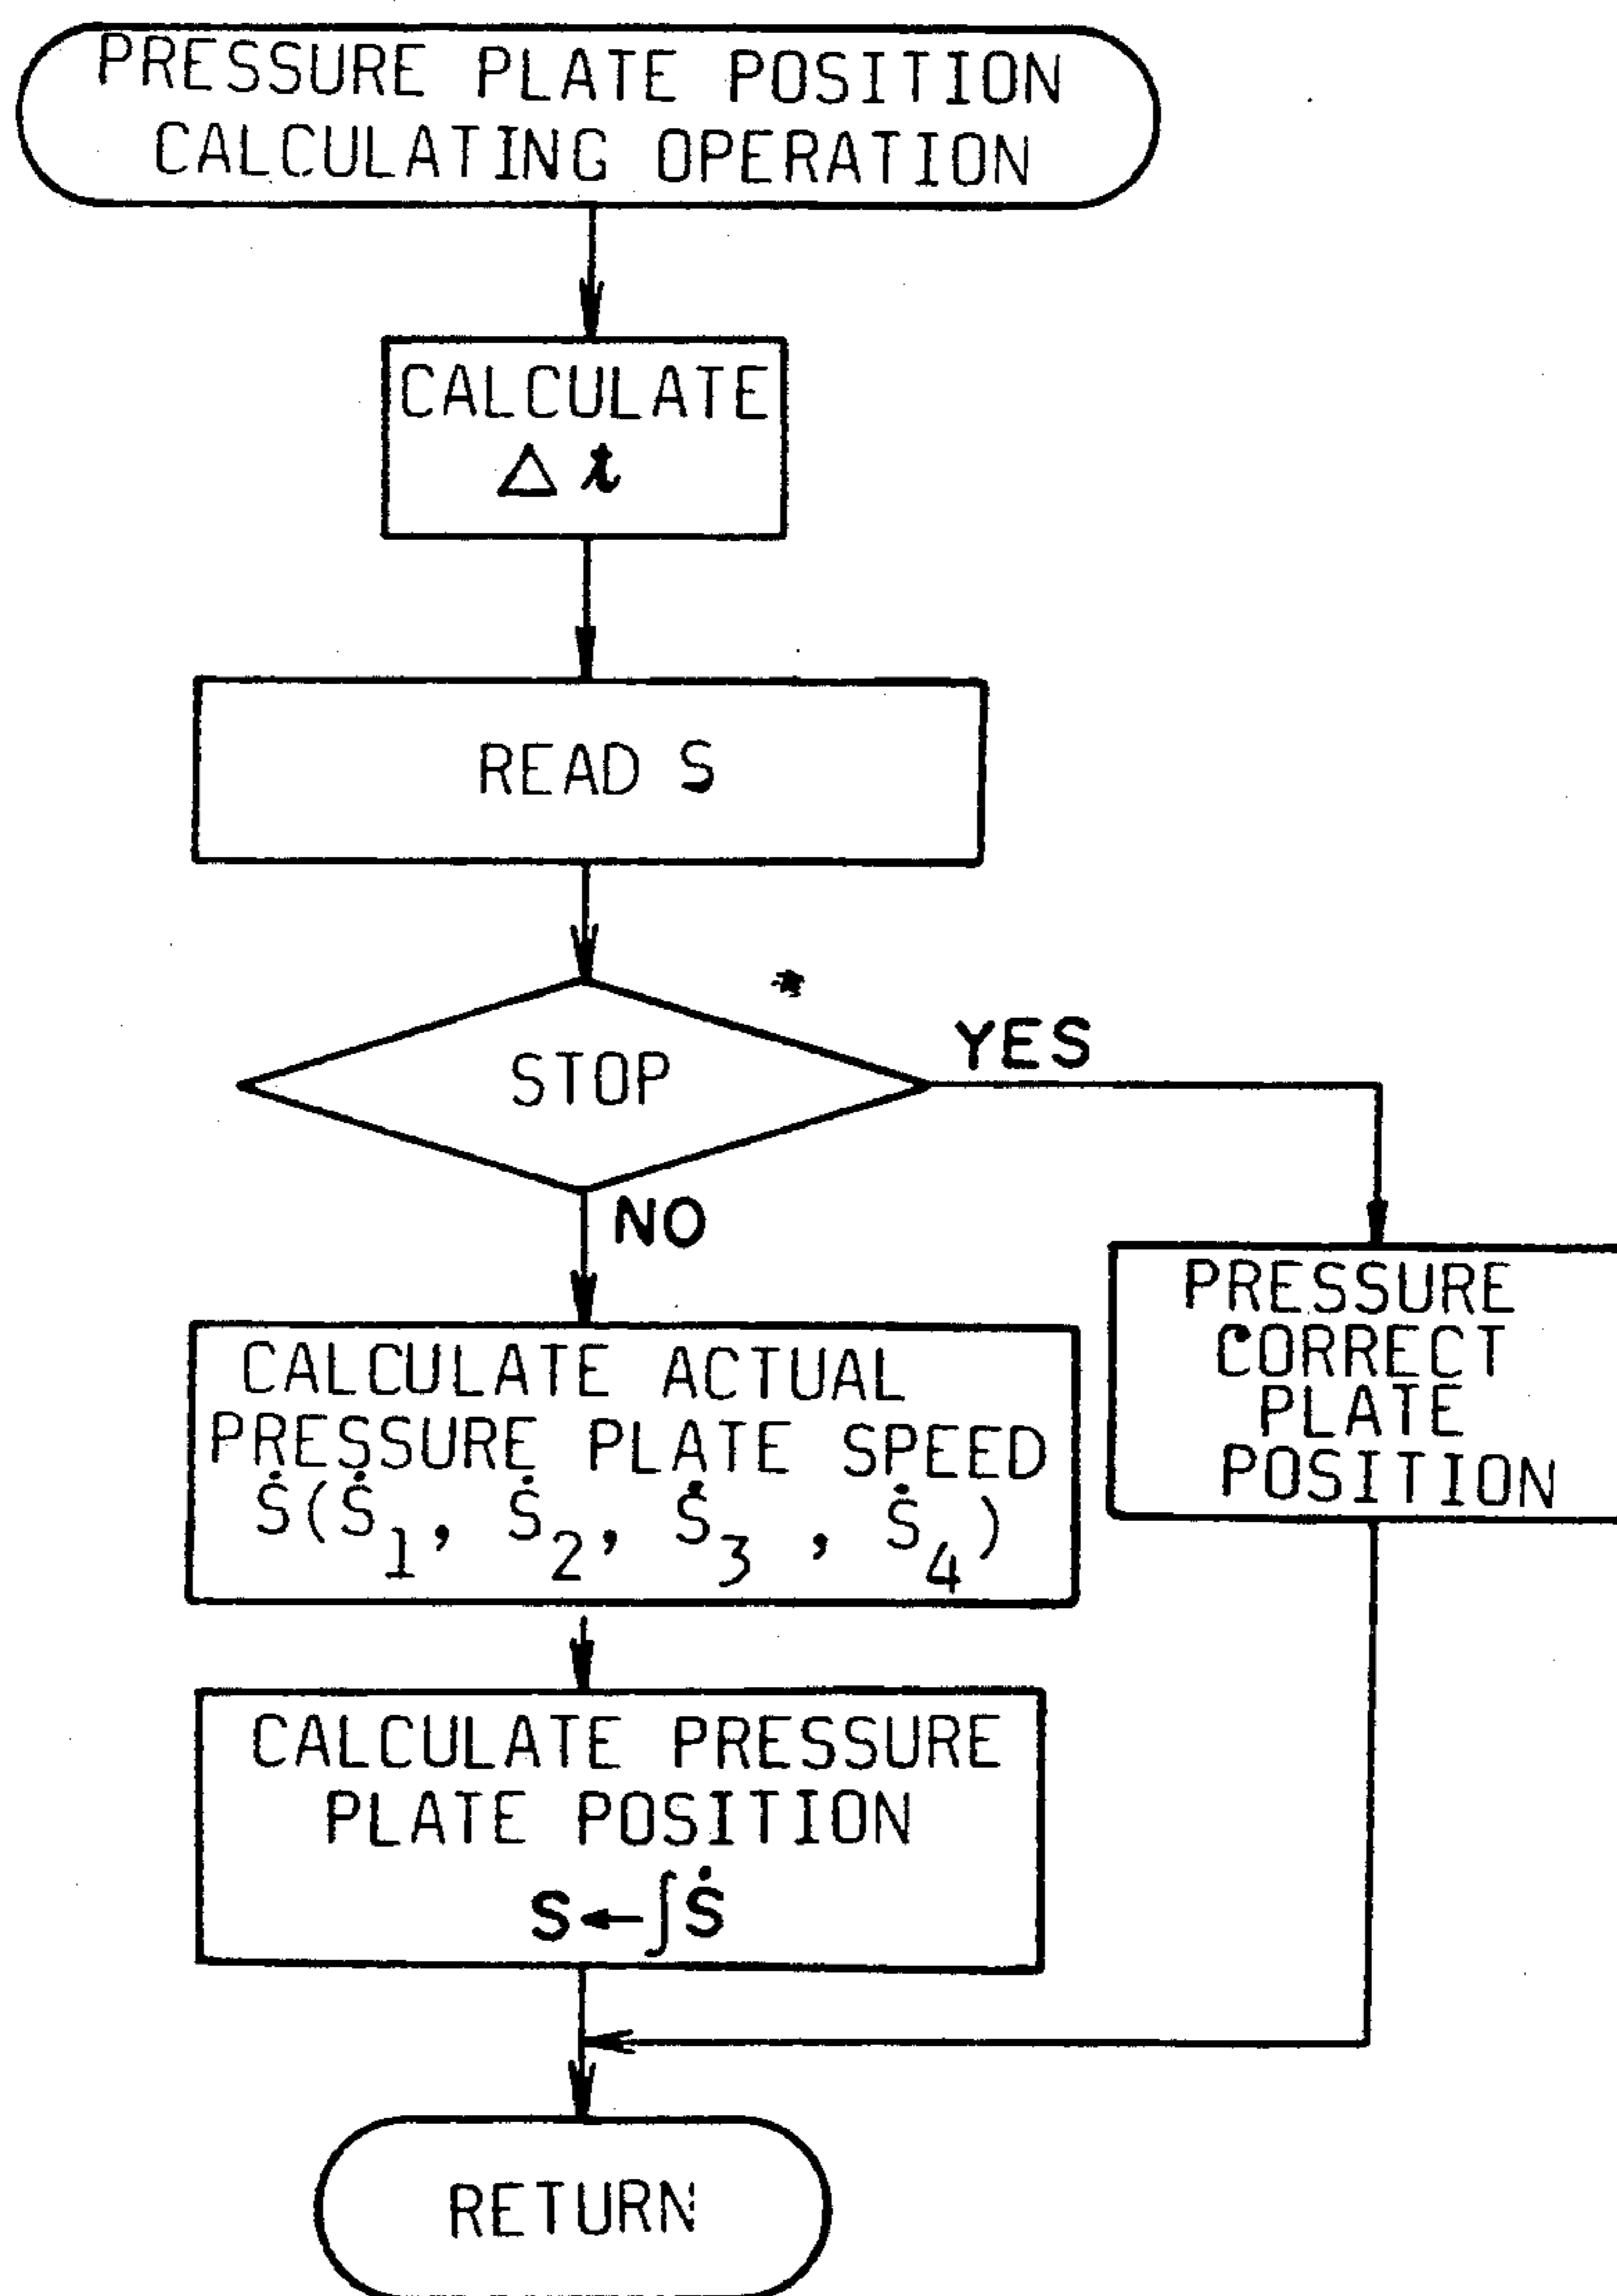 PRESSURE PLATE POSITION
CALCULATING OPERATION
CALCULATE
△ t
READ S
*
STOP
YES
NO
PRESSURE
CORRECT
PLATE
POSITION
CALCULATE ACTUAL
PRESSURE PLATE SPEED
Ṡ(Ṡ₁, Ṡ₂, Ṡ₃ , Ṡ₄)
CALCULATE PRESSURE
PLATE POSITION
S←∫Ṡ
RETURN